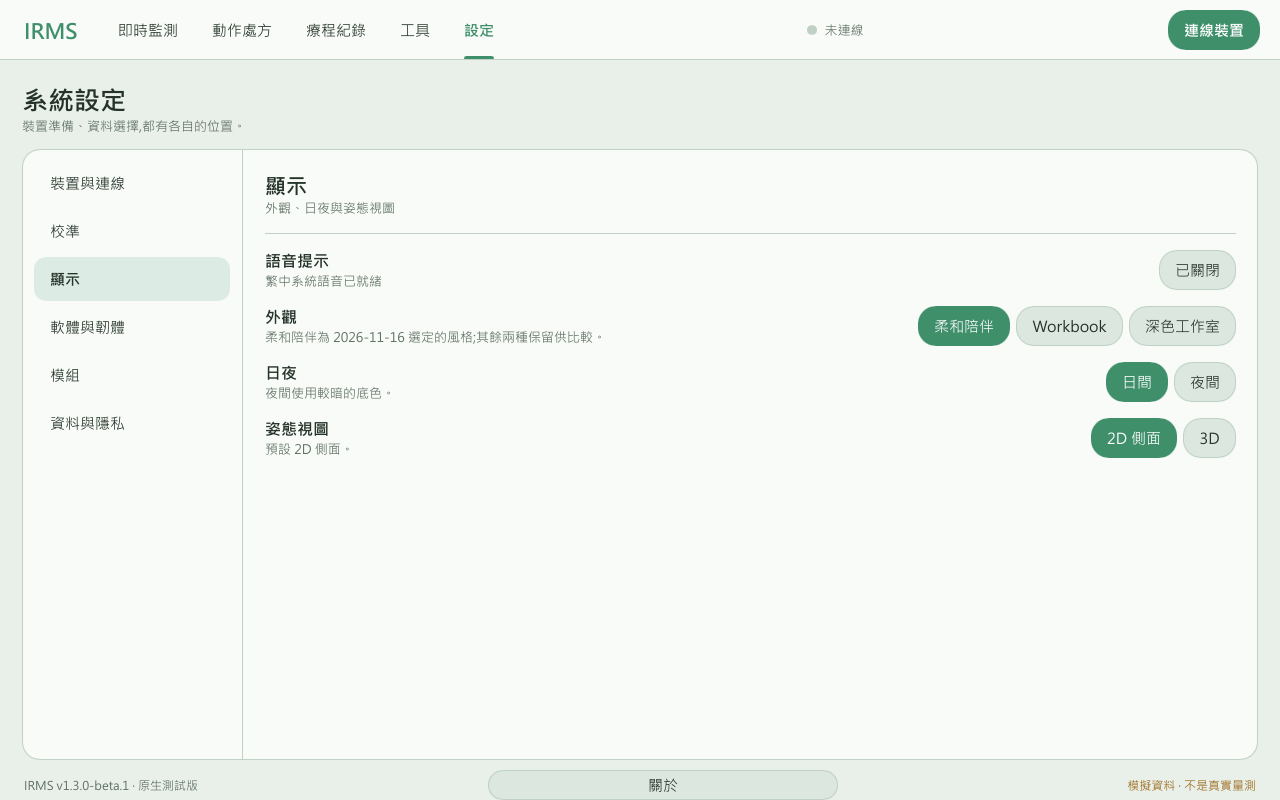 IRMS 即時監測 動作處方 療程紀錄 工具 設定 未連線 連線裝置
系統設定
裝置準備、資料選擇,都有各自的位置。
裝置與連線
校準
顯示
軟體與韌體
模組
資料與隱私
顯示
外觀、日夜與姿態視圖
語音提示
繁中系統語音已就緒
已關閉
外觀
柔和陪伴為 2026-11-16 選定的風格;其餘兩種保留供比較。
柔和陪伴 Workbook 深色工作室
日夜
夜間使用較暗的底色。
日間 夜間
姿態視圖
預設 2D 側面。
2D 側面 3D
IRMS v1.3.0-beta.1 · 原生測試版 關於 模擬資料 · 不是真實量測